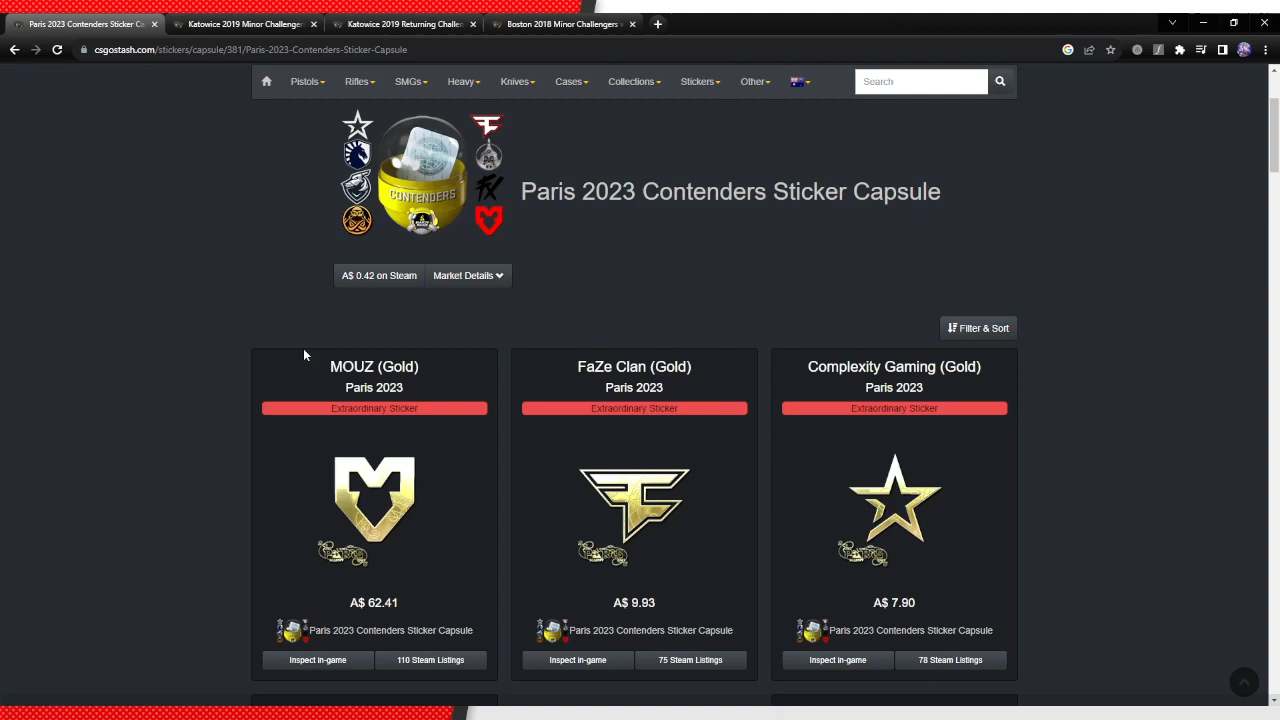 Paris 2023 Contenders Sticker Ca
Katowice 2019 Minor Challenger
Katowice 2019 Returning Challe
Boston 2018 Minor Challengers
csgostash.com/stickers/capsule/381/Paris-2023-Contenders-Sticker-Capsule
Pistols Rifles SMGs Heavy Knives Cases Collections Stickers Other Search
CONTENDERS
Paris 2023 Contenders Sticker Capsule
A$ 0.42 on Steam Market Details
Filter & Sort
MOUZ (Gold)
Paris 2023
Extraordinary Sticker
A$ 62.41
Paris 2023 Contenders Sticker Capsule
Inspect in-game 110 Steam Listings
FaZe Clan (Gold)
Paris 2023
Extraordinary Sticker
A$ 9.93
Paris 2023 Contenders Sticker Capsule
Inspect in-game 75 Steam Listings
Complexity Gaming (Gold)
Paris 2023
Extraordinary Sticker
A$ 7.90
Paris 2023 Contenders Sticker Capsule
Inspect in-game 78 Steam Listings